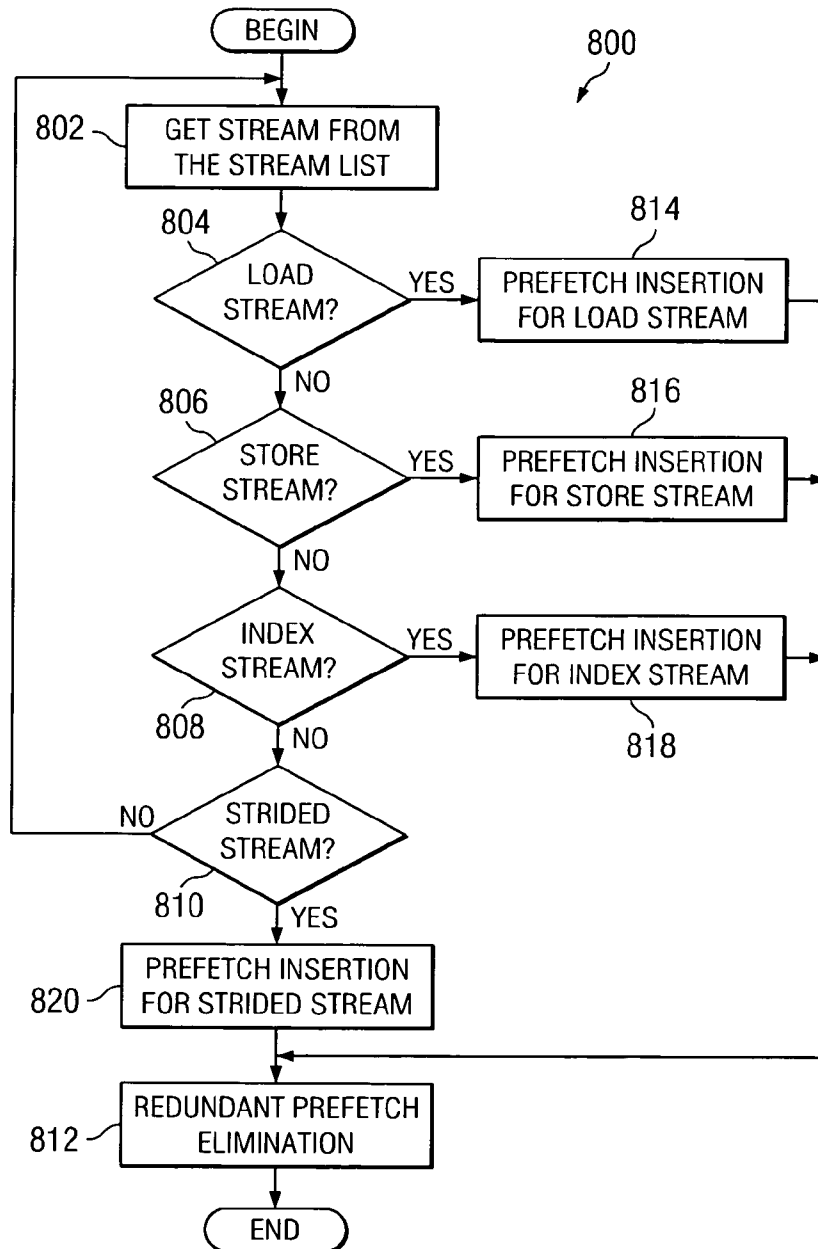 BEGIN
800
802
GET STREAM FROM
THE STREAM LIST
804
LOAD
STREAM?
YES
814
PREFETCH INSERTION
FOR LOAD STREAM
NO
806
STORE
STREAM?
YES
816
PREFETCH INSERTION
FOR STORE STREAM
NO
INDEX
STREAM?
YES
PREFETCH INSERTION
FOR INDEX STREAM
808
818
NO
NO
STRIDED
STREAM?
810
YES
820
PREFETCH INSERTION
FOR STRIDED STREAM
812
REDUNDANT PREFETCH
ELIMINATION
END